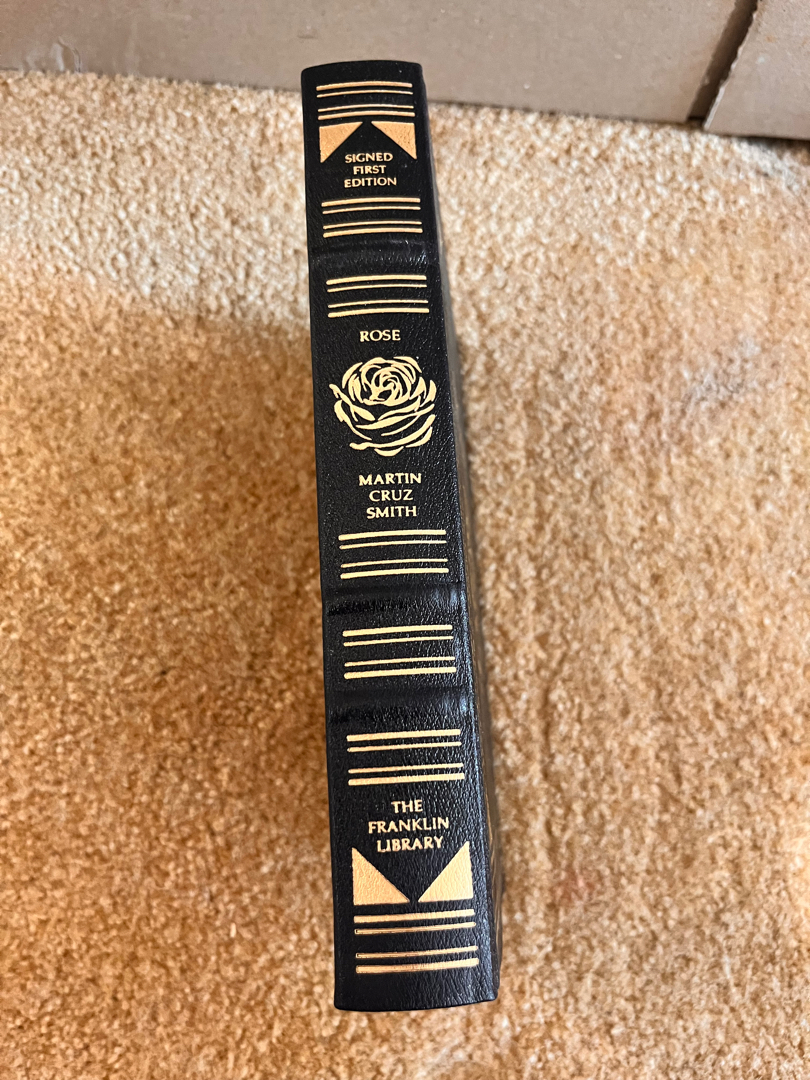 SIGNED
FIRST
EDITION
ROSE
MARTIN
CRUZ
SMITH
THE
FRANKLIN
LIBRARY